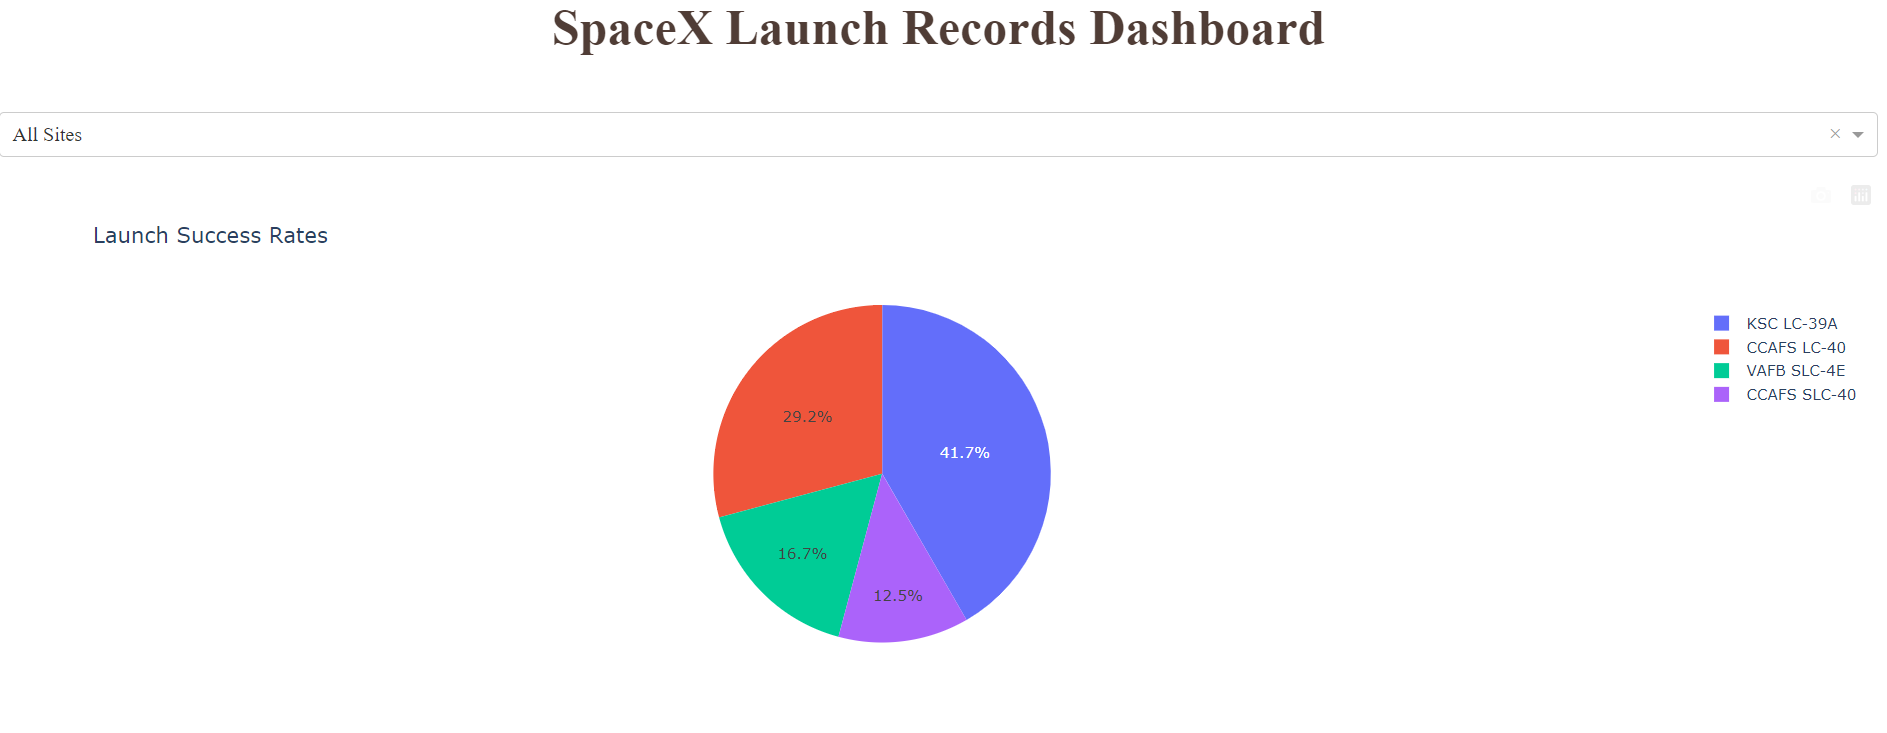 SpaceX Launch Records Dashboard
All Sites
Launch Success Rates
KSC LC-39A
CCAFS LC-40
VAFB SLC-4E
CCAFS SLC-40
29.2%
41.7%
16.7%
12.5%